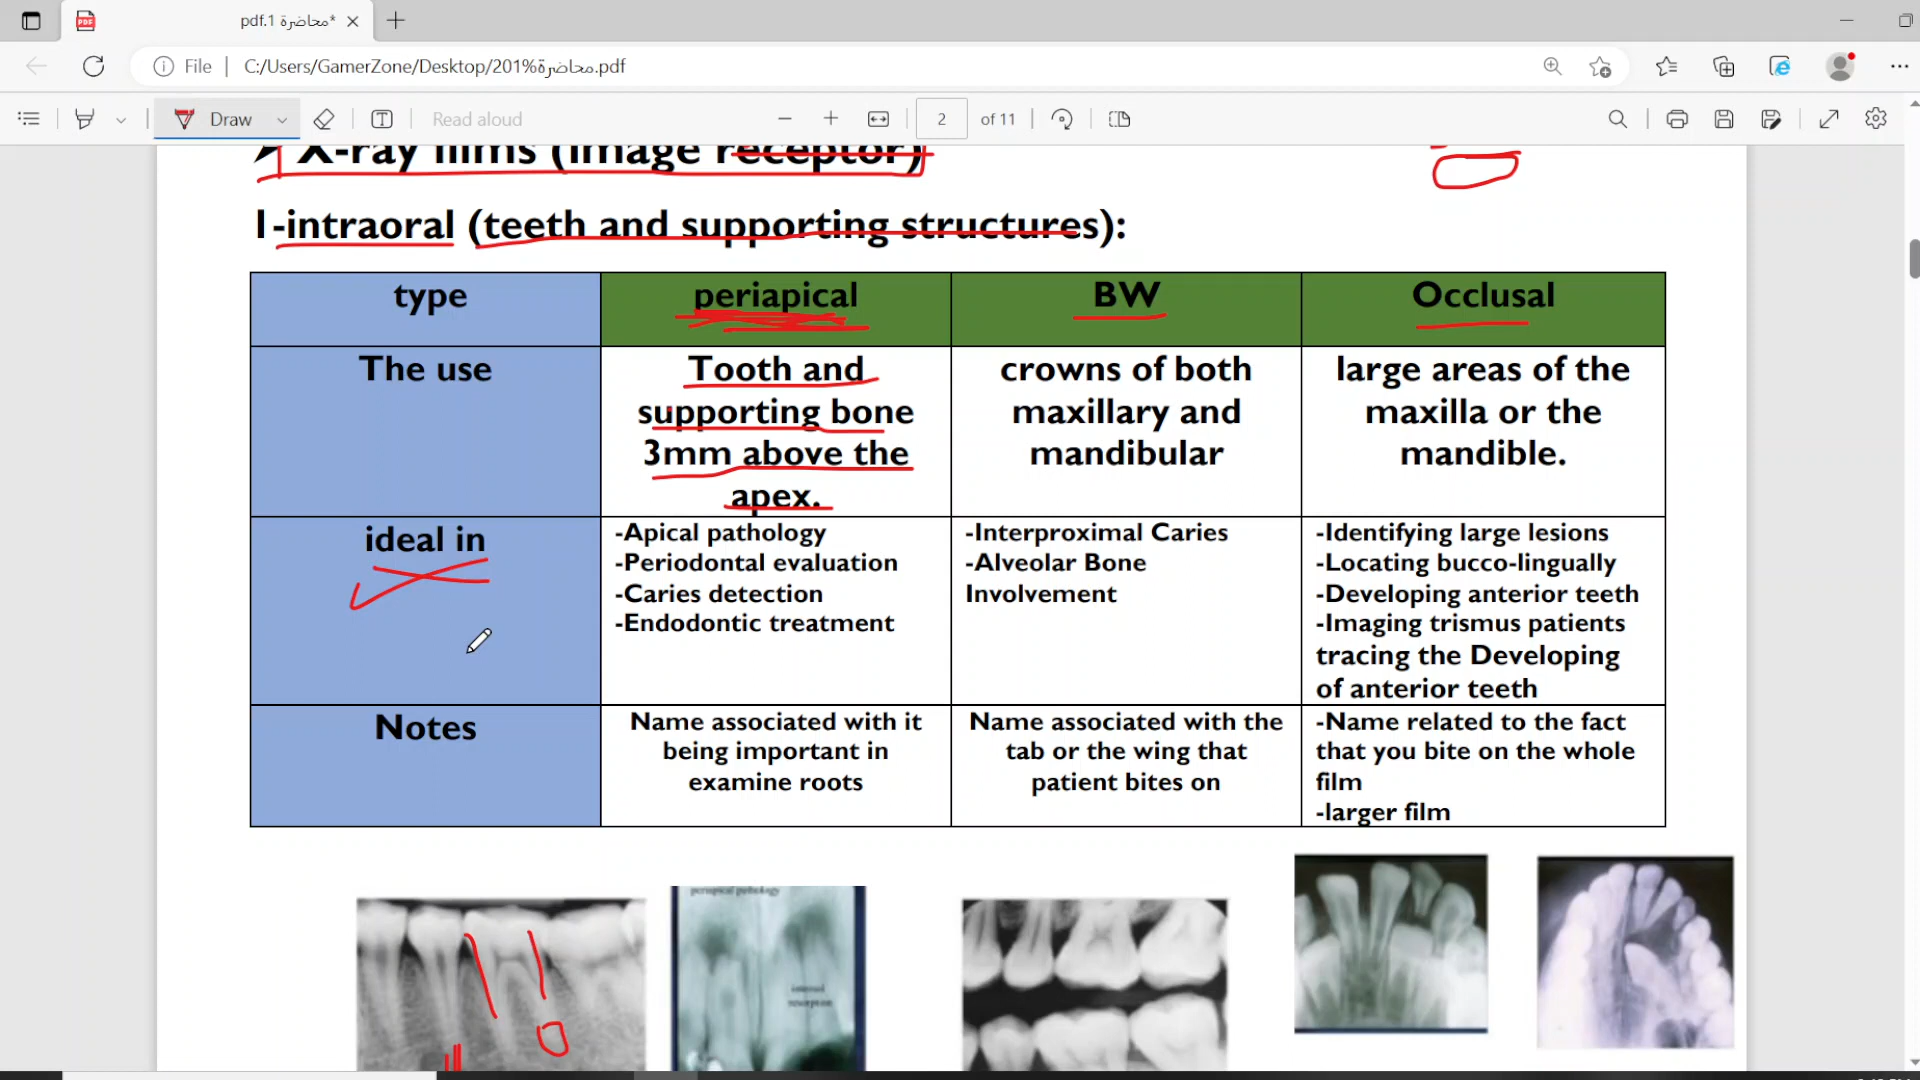 محاضرة 1.pdf*
File
C:/Users/GamerZone/Desktop/201%محاضرة.pdf
Draw
Read aloud
2 of 11
X-ray films (image receptor)
1-intraoral (teeth and supporting structures):
type
periapical
BW
Occlusal
The use
Tooth and
supporting bone
3mm above the
apex.
crowns of both
maxillary and
mandibular
large areas of the
maxilla or the
mandible.
ideal in
-Apical pathology
-Periodontal evaluation
-Caries detection
-Endodontic treatment
-Interproximal Caries
-Alveolar Bone
Involvement
-Identifying large lesions
-Locating bucco-lingually
-Developing anterior teeth
-Imaging trismus patients
tracing the Developing
of anterior teeth
Notes
Name associated with it
being important in
examine roots
Name associated with the
tab or the wing that
patient bites on
-Name related to the fact
that you bite on the whole
film
-larger film
periapical pathology
internal
resorption